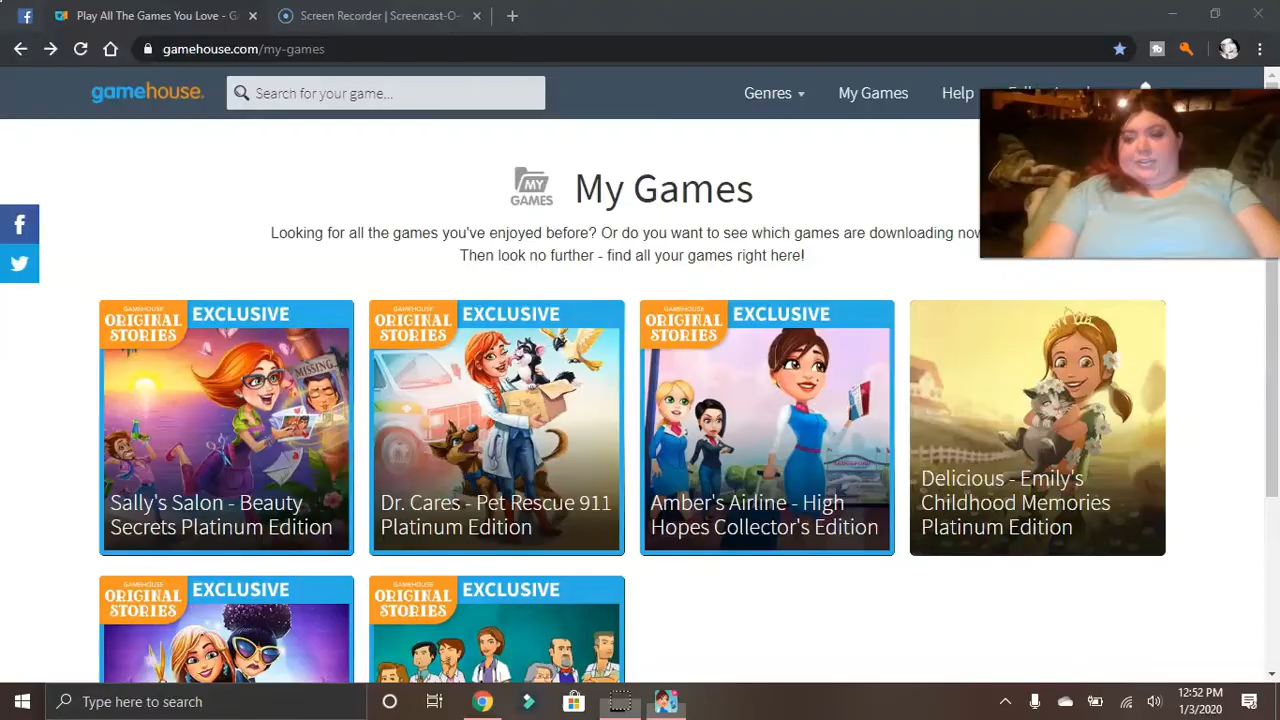 Play All The Games You Love - G
Screen Recorder | Screencast-O-
gamehouse.com/my-games
gamehouse.
Search for your game...
Genres
My Games
Help
MY GAMES
My Games
Looking for all the games you've enjoyed before? Or do you want to see which games are downloading now
Then look no further - find all your games right here!
GAMEHOUSE
ORIGINAL
STORIES
EXCLUSIVE
MISSING
Sally's Salon - Beauty
Secrets Platinum Edition
GAMEHOUSE
ORIGINAL
STORIES
EXCLUSIVE
Dr. Cares - Pet Rescue 911
Platinum Edition
GAMEHOUSE
ORIGINAL
STORIES
EXCLUSIVE
Amber's Airline - High
Hopes Collector's Edition
Delicious - Emily's
Childhood Memories
Platinum Edition
GAMEHOUSE
ORIGINAL
STORIES
EXCLUSIVE
GAMEHOUSE
ORIGINAL
STORIES
EXCLUSIVE
Type here to search
12:52 PM
1/3/2020